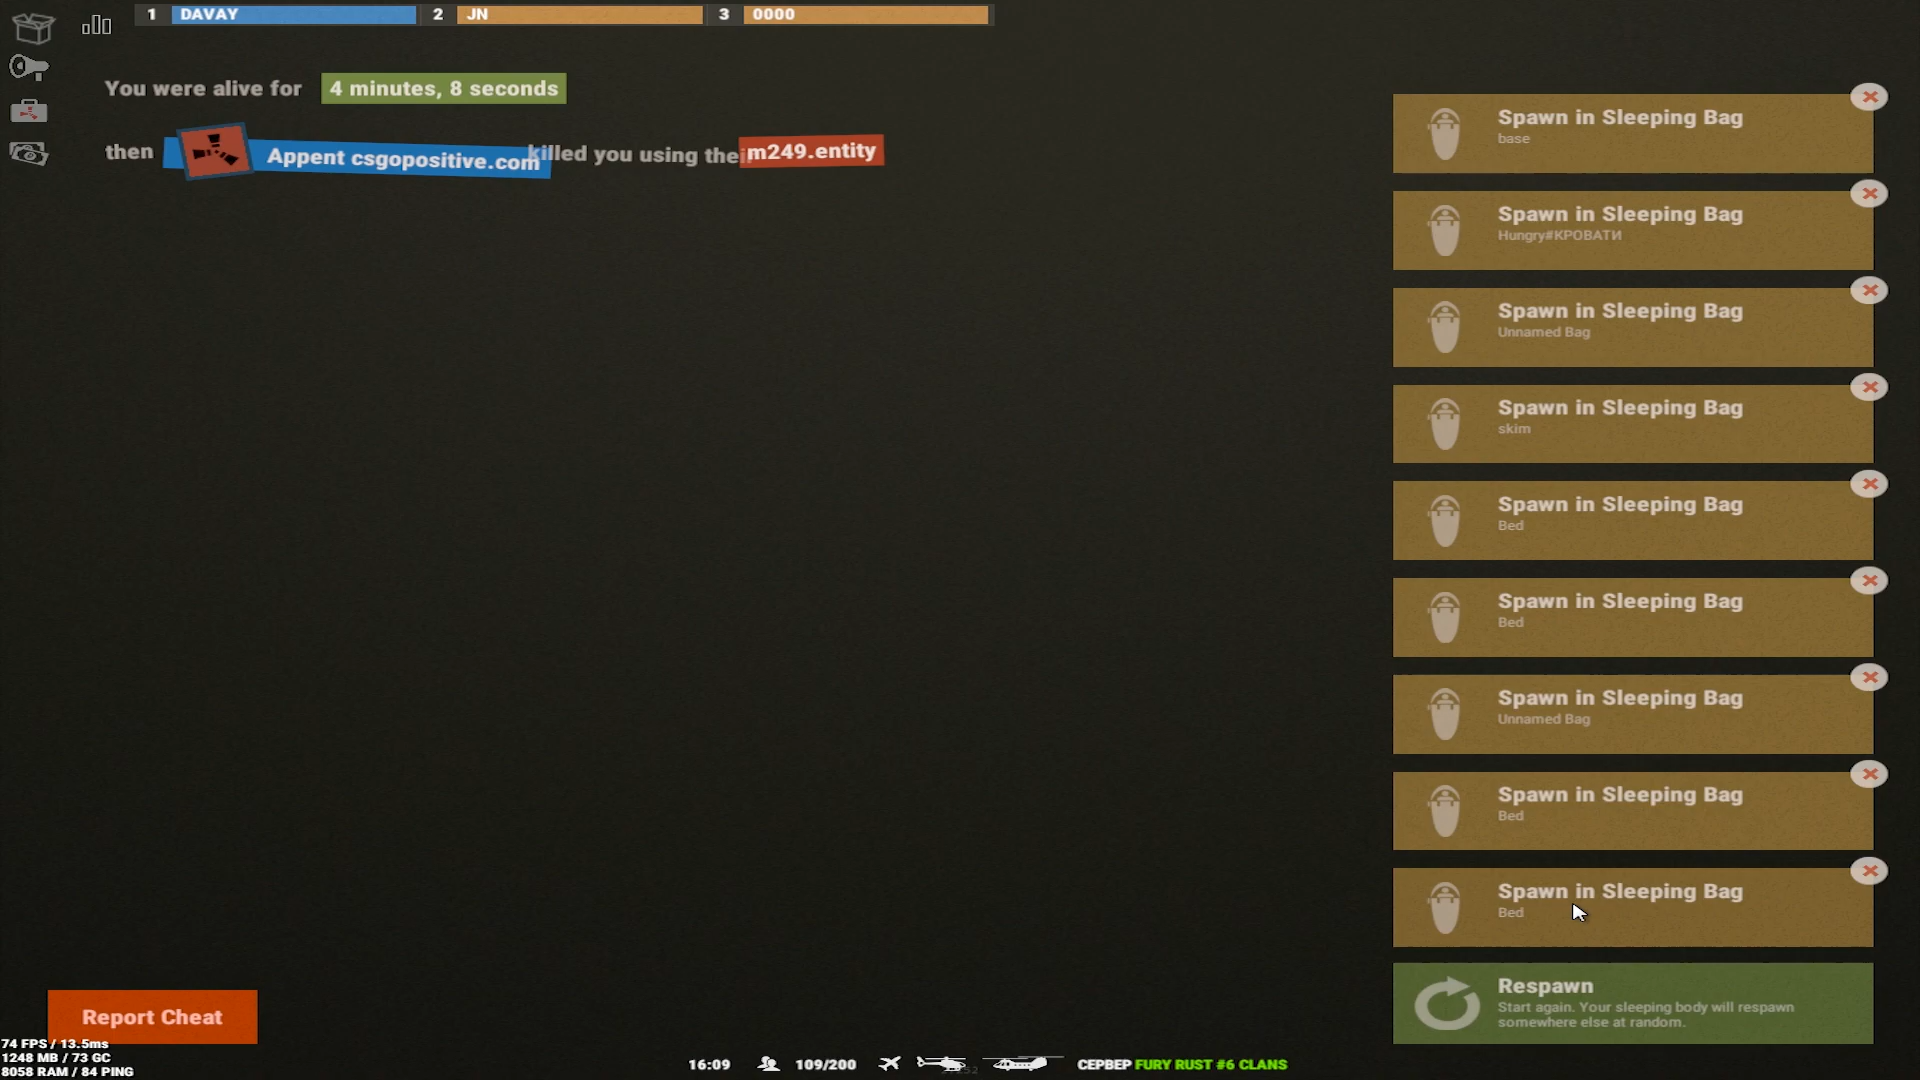 1 DAVAY 2 JN 3 0000
You were alive for 4 minutes, 8 seconds
then Appent csgopositive.com killed you using their m249.entity
Spawn in Sleeping Bag
base
Spawn in Sleeping Bag
Hungry#КРОВАТИ
Spawn in Sleeping Bag
Unnamed Bag
Spawn in Sleeping Bag
skim
Spawn in Sleeping Bag
Bed
Spawn in Sleeping Bag
Bed
Spawn in Sleeping Bag
Unnamed Bag
Spawn in Sleeping Bag
Bed
Spawn in Sleeping Bag
Bed
Respawn
Start again. Your sleeping body will respawn
somewhere else at random.
Report Cheat
74 FPS / 13.5ms
1248 MB / 73 GC
8058 RAM / 84 PING
16:09 109/200 СЕРВЕР FURY RUST #6 CLANS